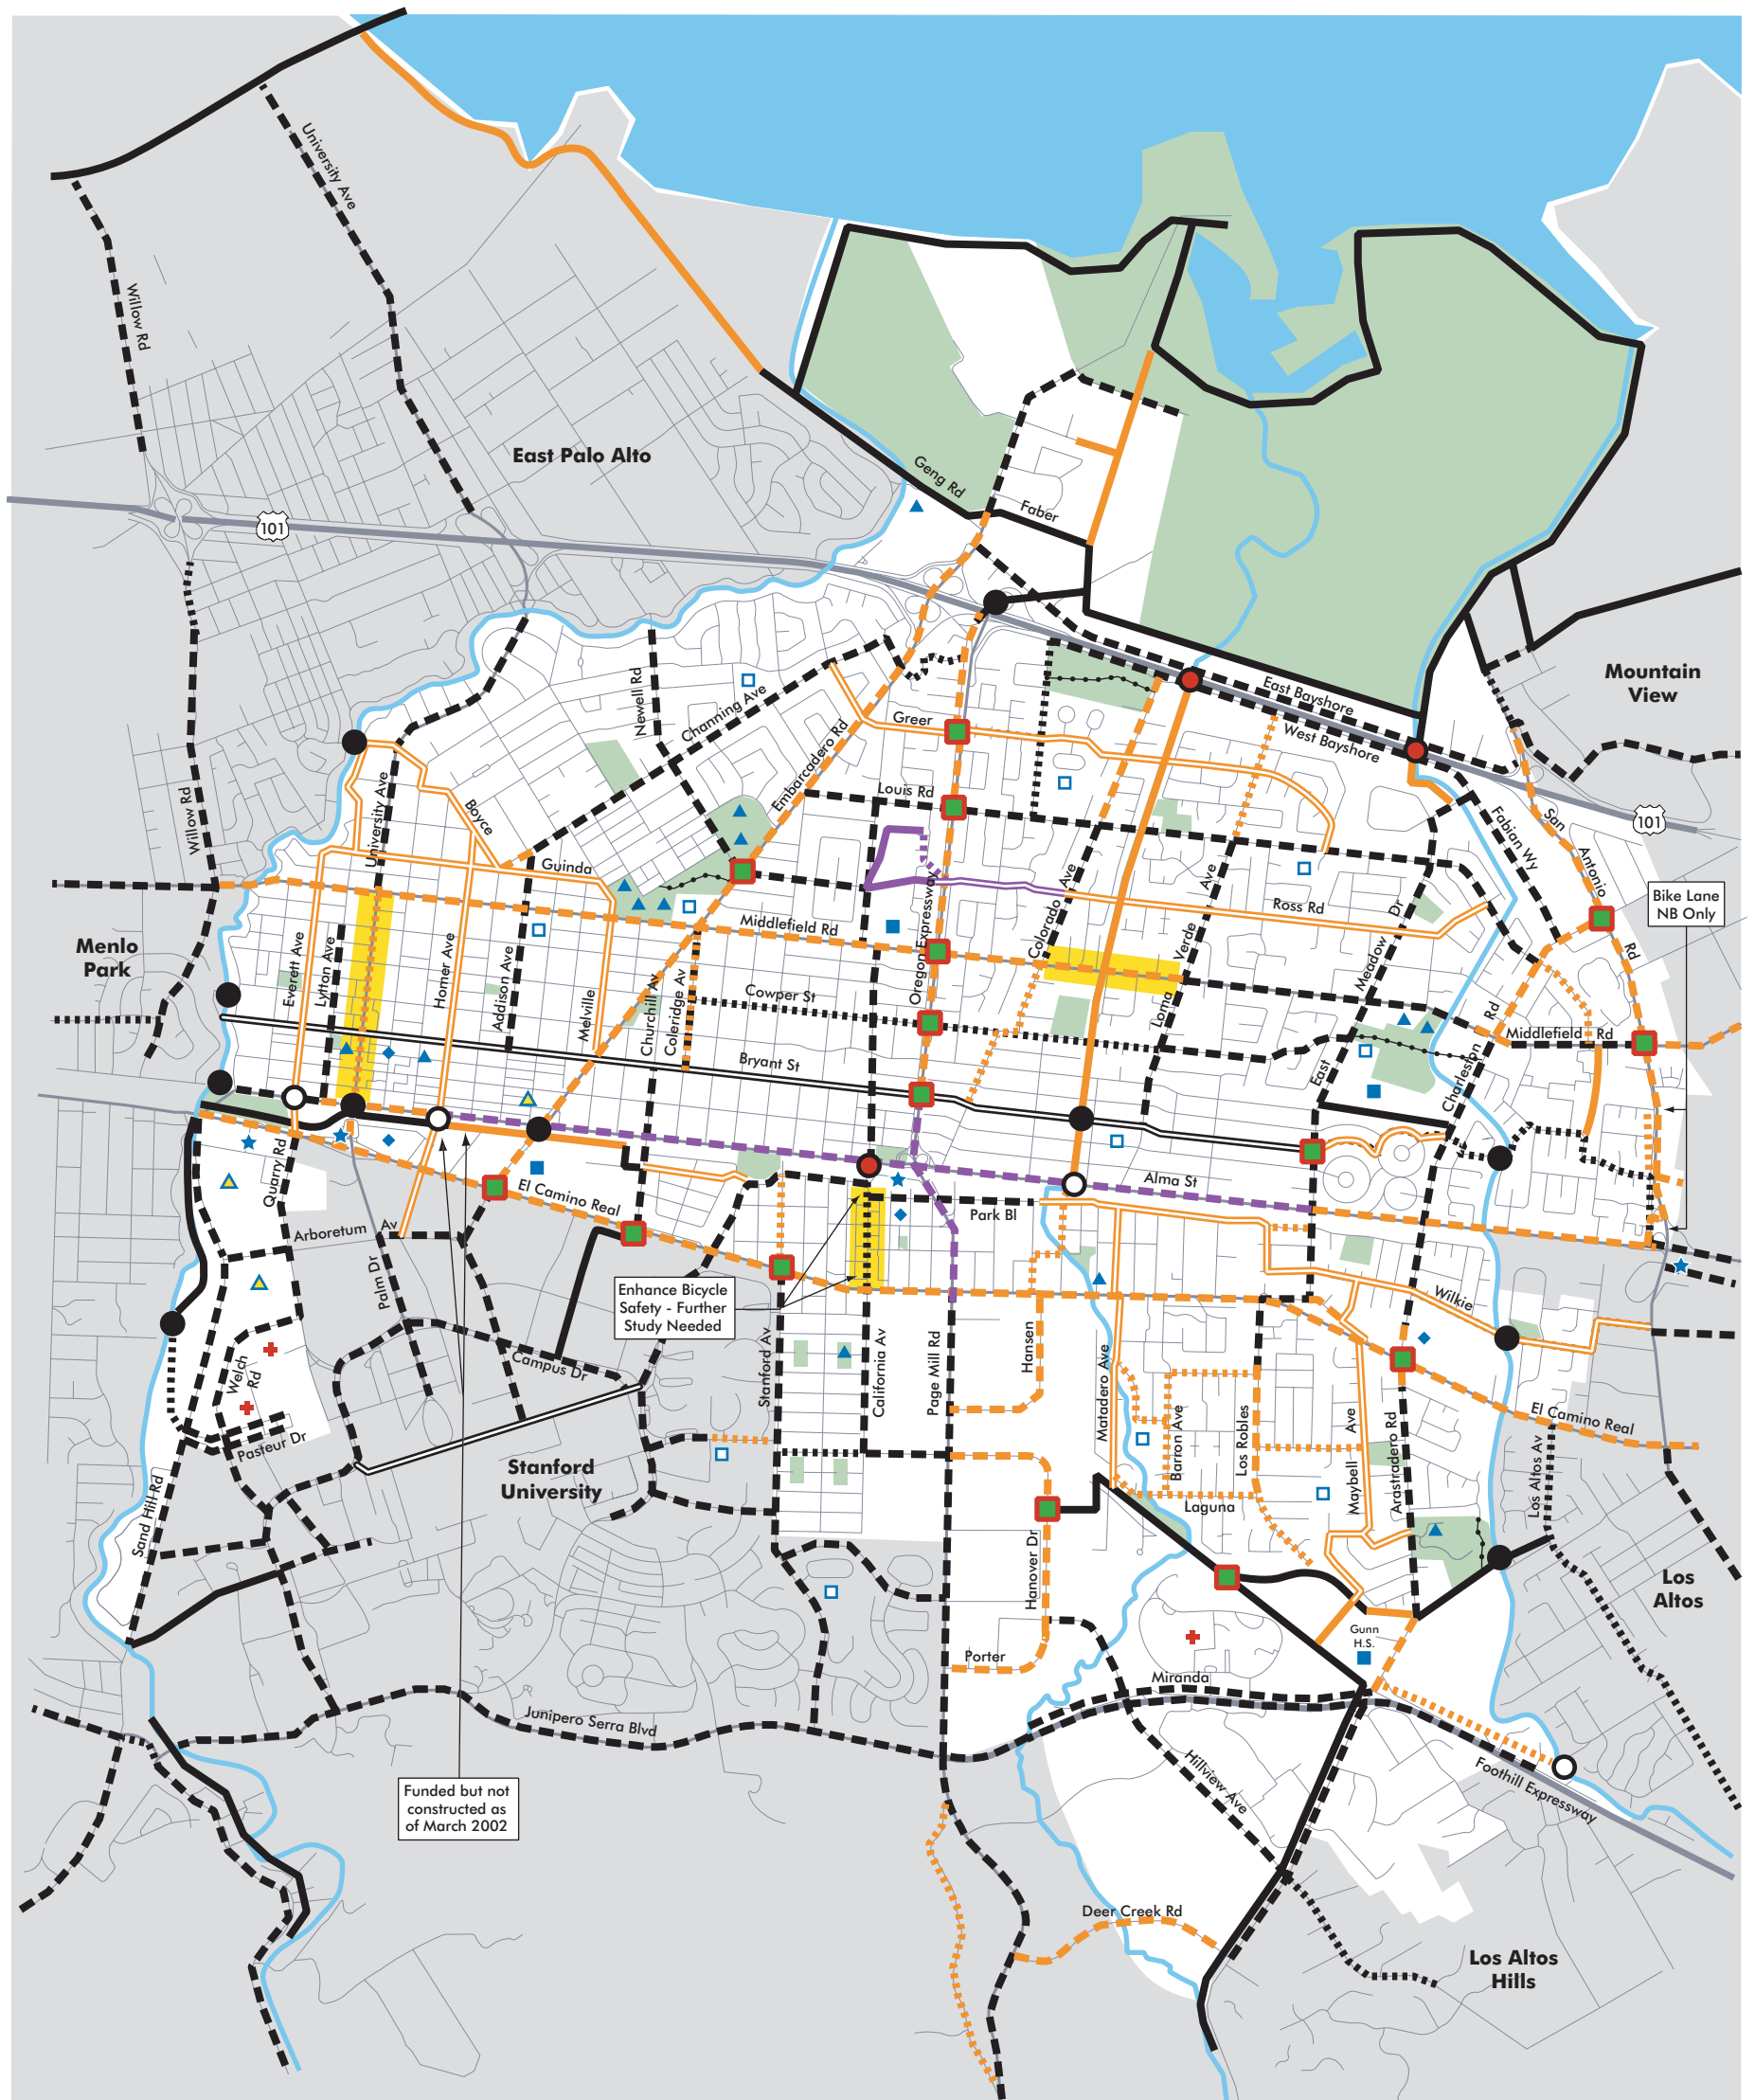 University Ave
Willow Rd
East Palo Alto
101
Geng Rd
Faber
Mountain
View
Newell Rd
Channing Ave
East Bayshore
West Bayshore
Greer
Embarcadero Rd
Willow Rd
University Ave
Boyce
Louis Rd
Fabian Wy
San
Antonio
Rd
101
Guinda
Bike Lane
NB Only
Menlo
Park
Middlefield Rd
Ross Rd
Colorado
Ave
Loma
Verde
Ave
East
Meadow
Dr
Charleston
Rd
Middlefield Rd
Everett Ave
Lytton Ave
Homer Ave
Addison Ave
Melville
Churchill Av
Coleridge Av
Cowper St
Oregon Expressway
Bryant St
Alma St
Quarry Rd
El Camino Real
Park Bl
Arboretum Av
Palm Dr
Enhance Bicycle
Safety - Further
Study Needed
Wilkie
Welch
Rd
Campus Dr
Stanford Av
California Av
Page Mill Rd
Hansen
Matadero Ave
Barron Ave
Los Robles
Maybell
Ave
Arastradero Rd
El Camino Real
Los Altos Av
Pasteur Dr
Stanford
University
Sand Hill Rd
Laguna
Hanover Dr
Los
Altos
Gunn
H.S.
Porter
Miranda
Junipero Serra Blvd
Hillview Ave
Foothill Expressway
Funded but not
constructed as
of March 2002
Deer Creek Rd
Los Altos
Hills